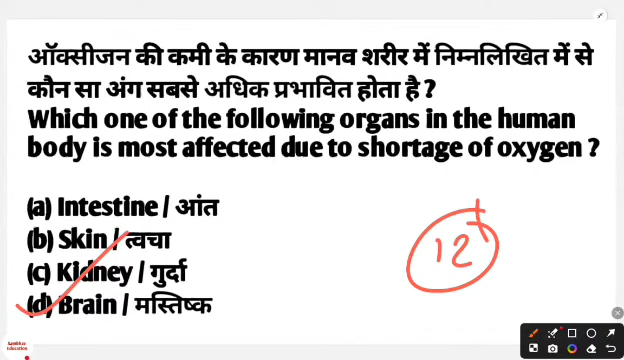 ऑक्सीजन की कमी के कारण मानव शरीर में निम्नलिखित में से
कौन सा अंग सबसे अधिक प्रभावित होता है ?
Which one of the following organs in the human
body is most affected due to shortage of oxygen ?
(a) Intestine / आंत
(b) Skin / त्वचा
(c) Kidney / गुर्दा
(d) Brain / मस्तिष्क
12+